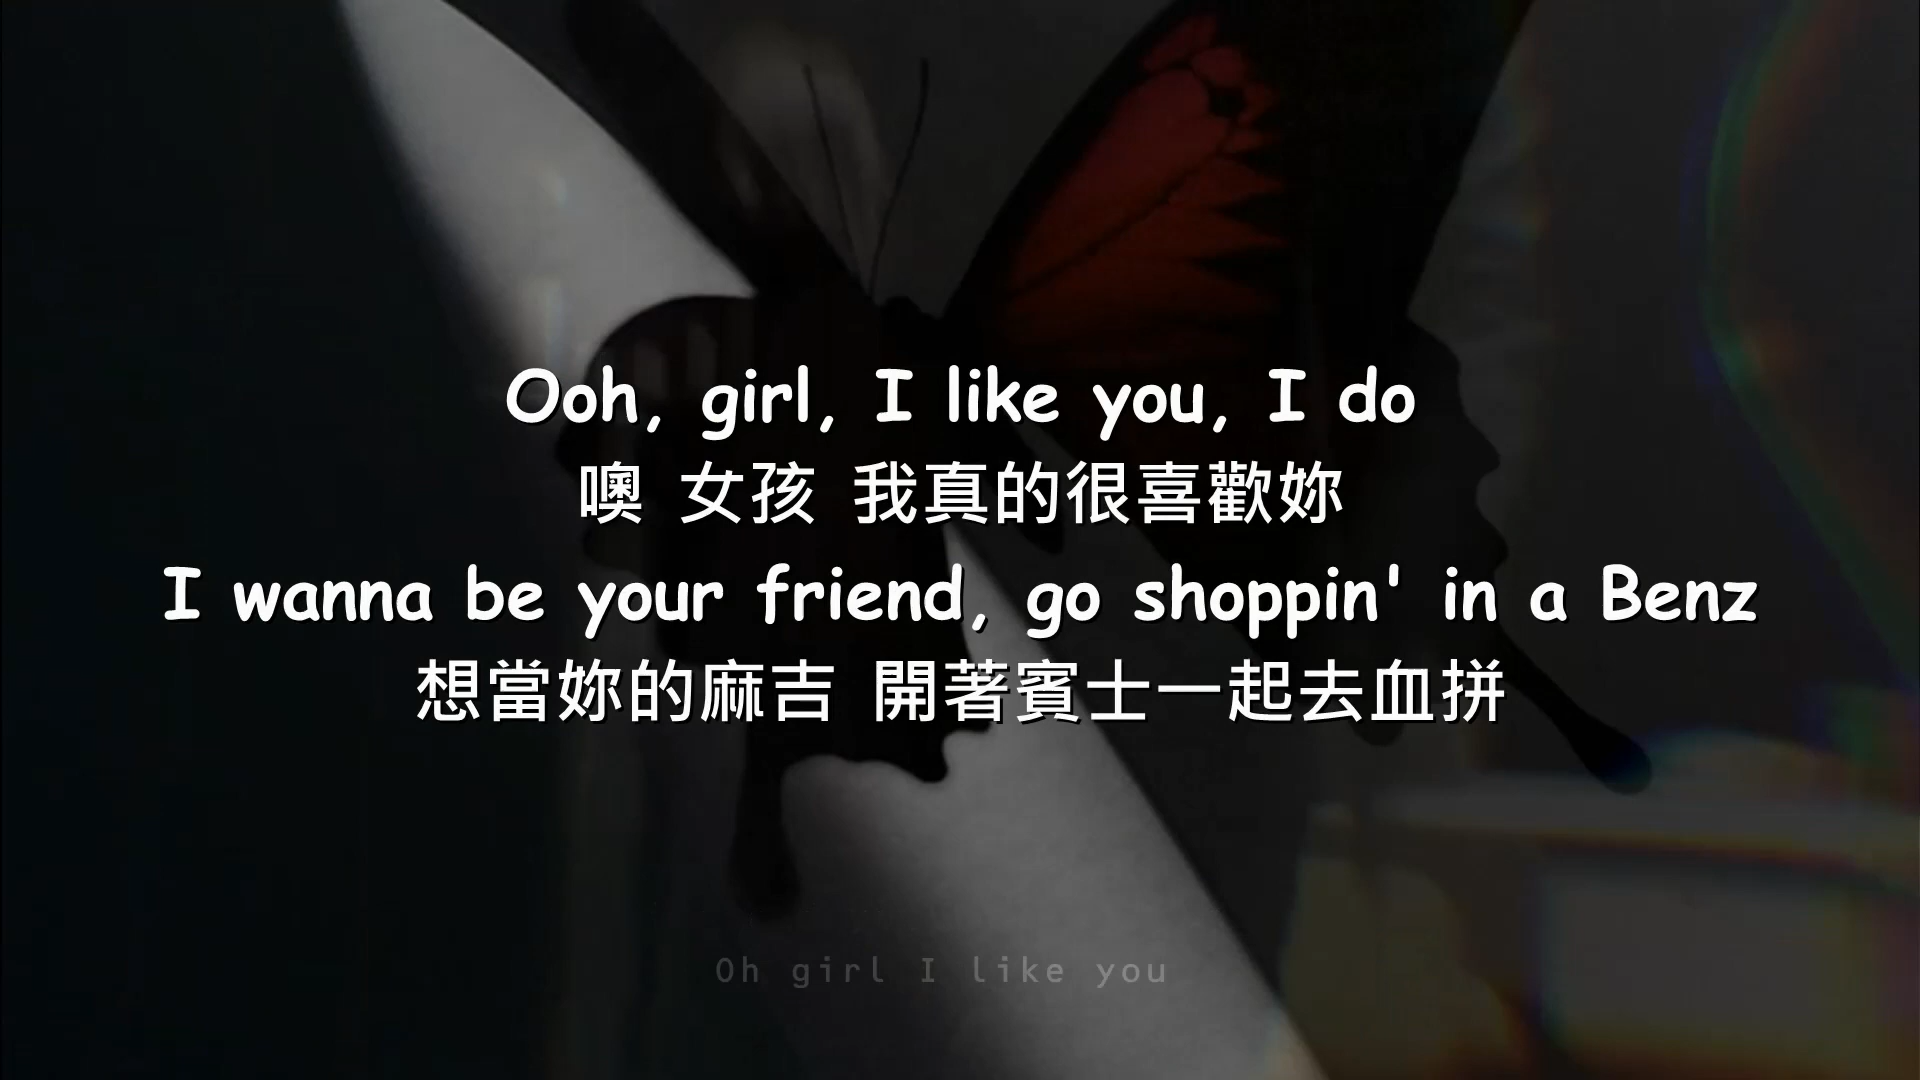 Ooh, girl, I like you, I do
噢 女孩 我真的很喜歡妳
I wanna be your friend, go shoppin' in a Benz
想當妳的麻吉 開著賓士一起去血拼
Oh girl I like you